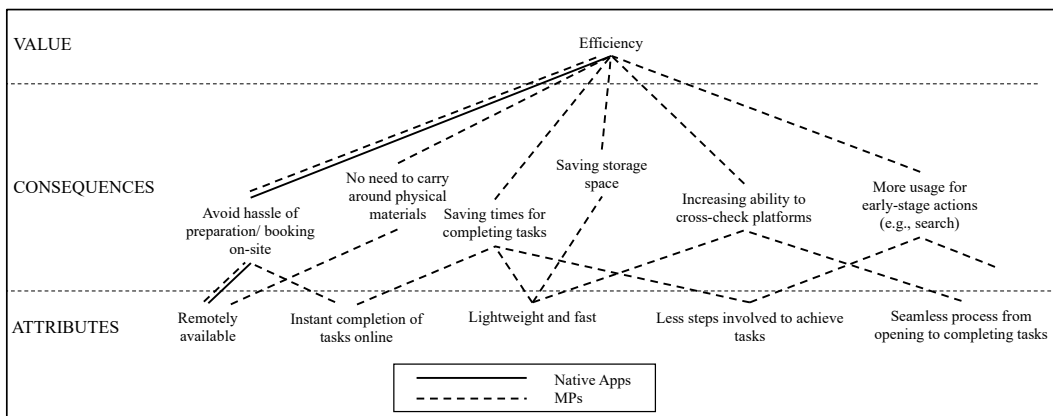 VALUE
Efficiency
CONSEQUENCES
No need to carry
around physical
materials
Saving storage
space
Avoid hassle of
preparation/ booking
on-site
Saving times for
completing tasks
Increasing ability to
cross-check platforms
More usage for
early-stage actions
(e.g., search)
ATTRIBUTES
Remotely
available
Instant completion of
tasks online
Lightweight and fast
Less steps involved to achieve
tasks
Seamless process from
opening to completing tasks
Native Apps
MPs